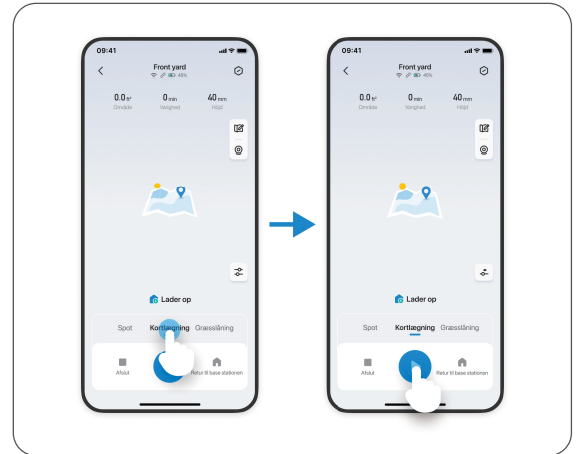 09:41
Front yard
45%
0.0 ft²
0 min
40 mm
Område
Varighed
Höjd
Lader op
Spot
Kortlægning
Græsslåning
Afslut
Retur til base stationen
09:41
Front yard
45%
0.0 ft²
0 min
40 mm
Område
Varighed
Höjd
Lader op
Spot
Kortlægning
Græsslåning
Afslut
Retur til base stationen